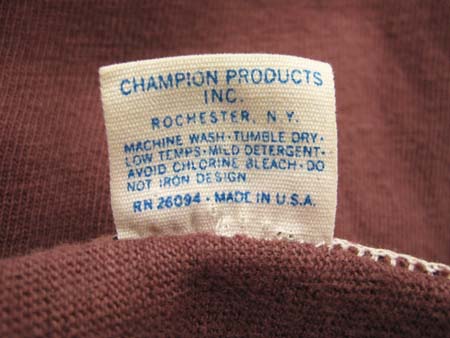 CHAMPION PRODUCTS
INC.
ROCHESTER, N.Y.
MACHINE WASH · TUMBLE DRY ·
LOW TEMPS · MILD DETERGENT ·
AVOID CHLORINE BLEACH · DO
NOT IRON DESIGN
RN 26094 · MADE IN U.S.A.